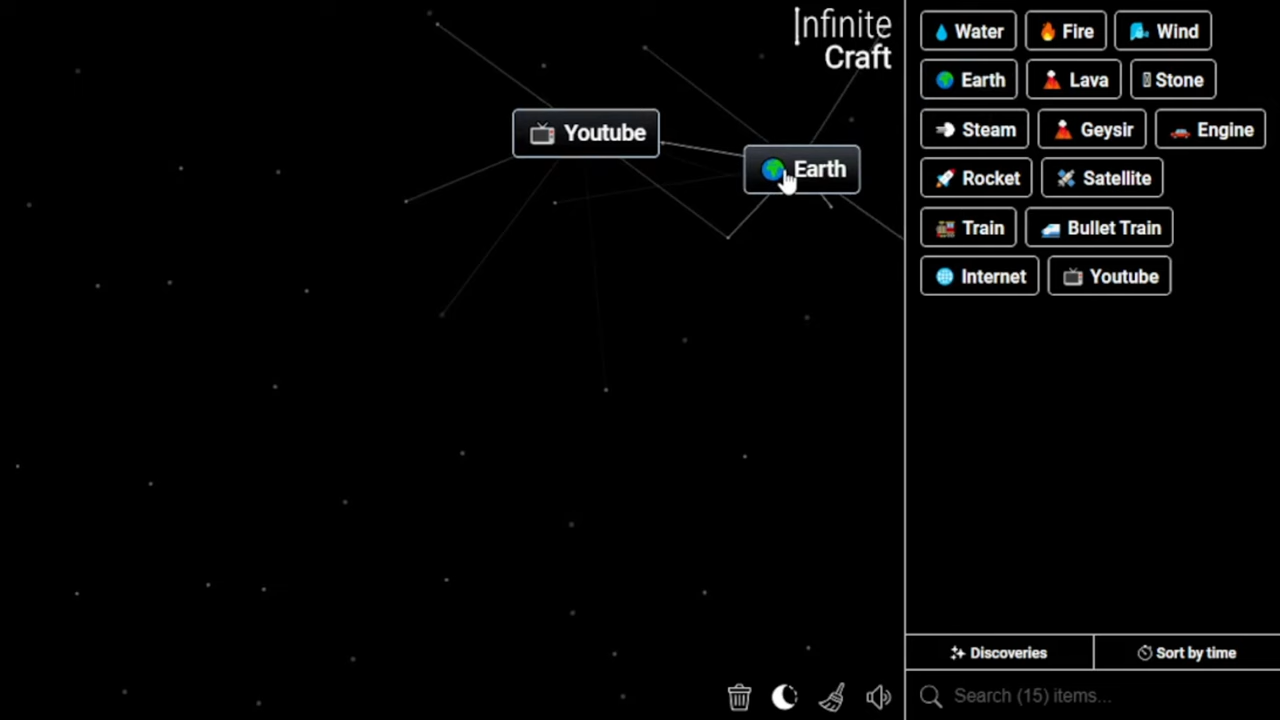 Infinite
Craft
Youtube
Earth
Water Fire Wind
Earth Lava Stone
Steam Geysir Engine
Rocket Satellite
Train Bullet Train
Internet Youtube
Discoveries Sort by time
Search (15) items...